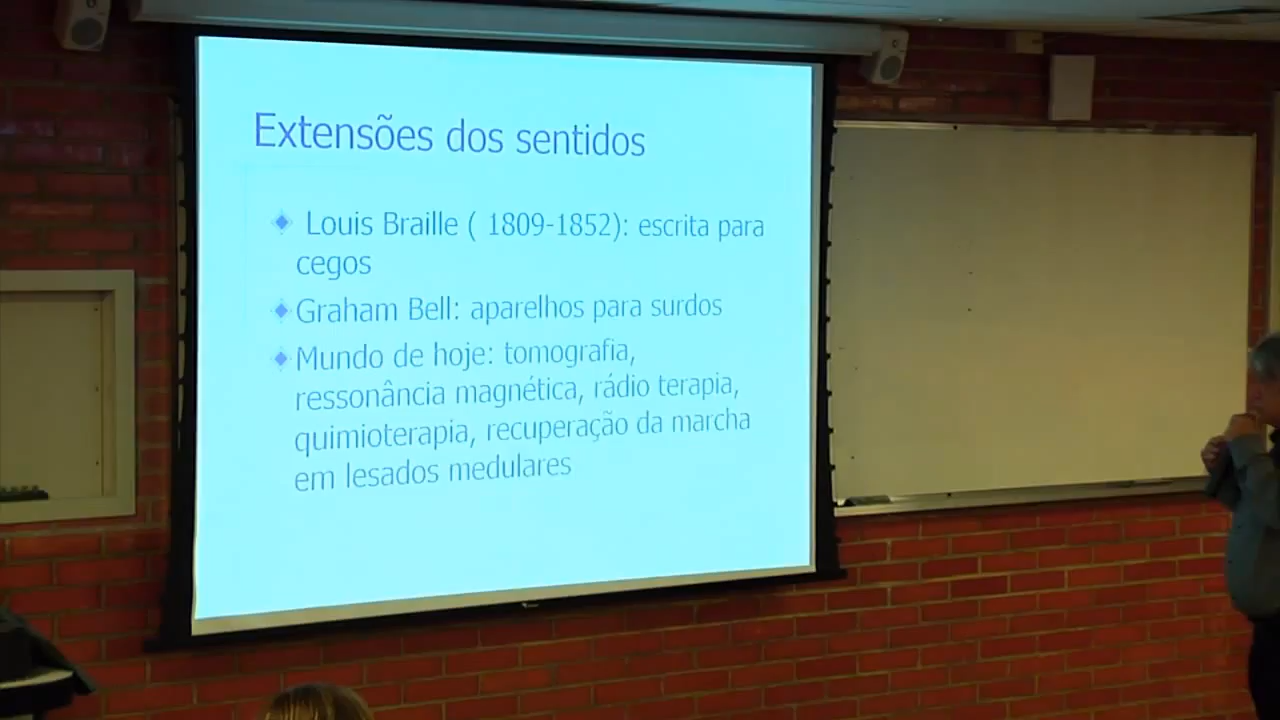 Extensões dos sentidos
Louis Braille ( 1809-1852): escrita para
cegos
Graham Bell: aparelhos para surdos
Mundo de hoje: tomografia,
ressonância magnética, rádio terapia,
quimioterapia, recuperação da marcha
em lesados medulares